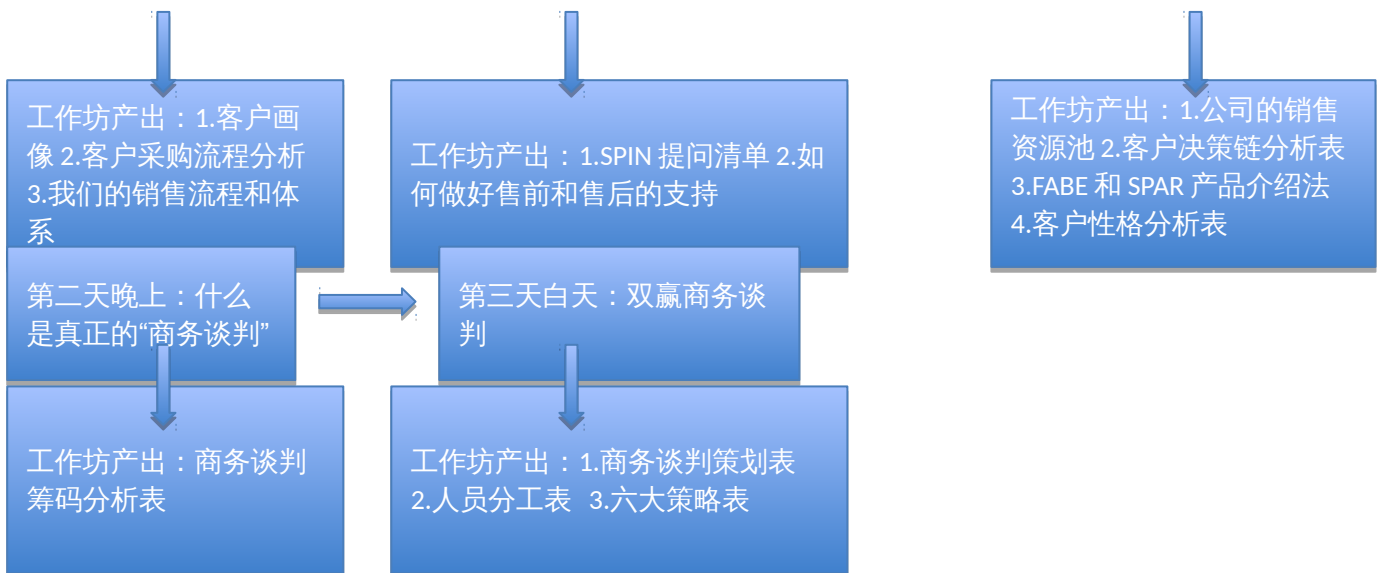 工作坊产出：1.客户画
像 2.客户采购流程分析
3.我们的销售流程和体
系
工作坊产出：1.SPIN 提问清单 2.如
何做好售前和售后的支持
工作坊产出：1.公司的销售
资源池 2.客户决策链分析表
3.FABE 和 SPAR 产品介绍法
4.客户性格分析表
第二天晚上：什么
是真正的“商务谈判”
第三天白天：双赢商务谈
判
工作坊产出：商务谈判
筹码分析表
工作坊产出：1.商务谈判策划表
2.人员分工表 3.六大策略表